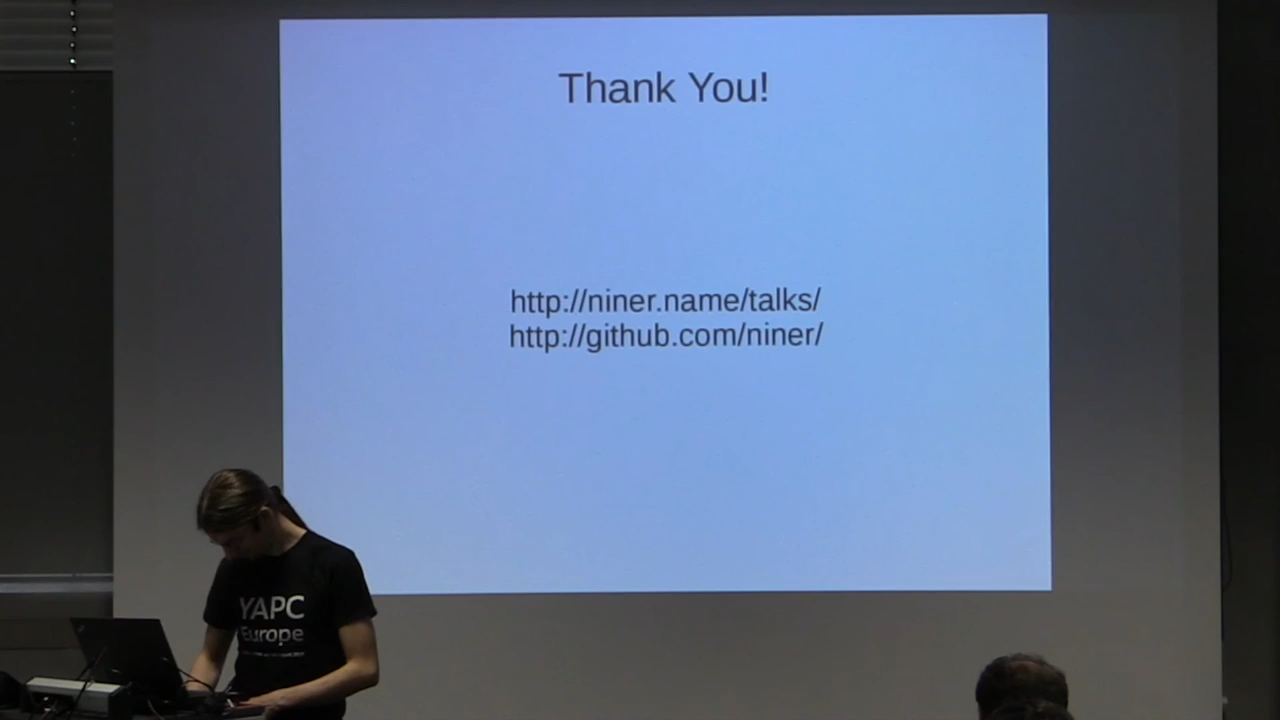 Thank You!
http://niner.name/talks/
http://github.com/niner/
YAPC
Europe